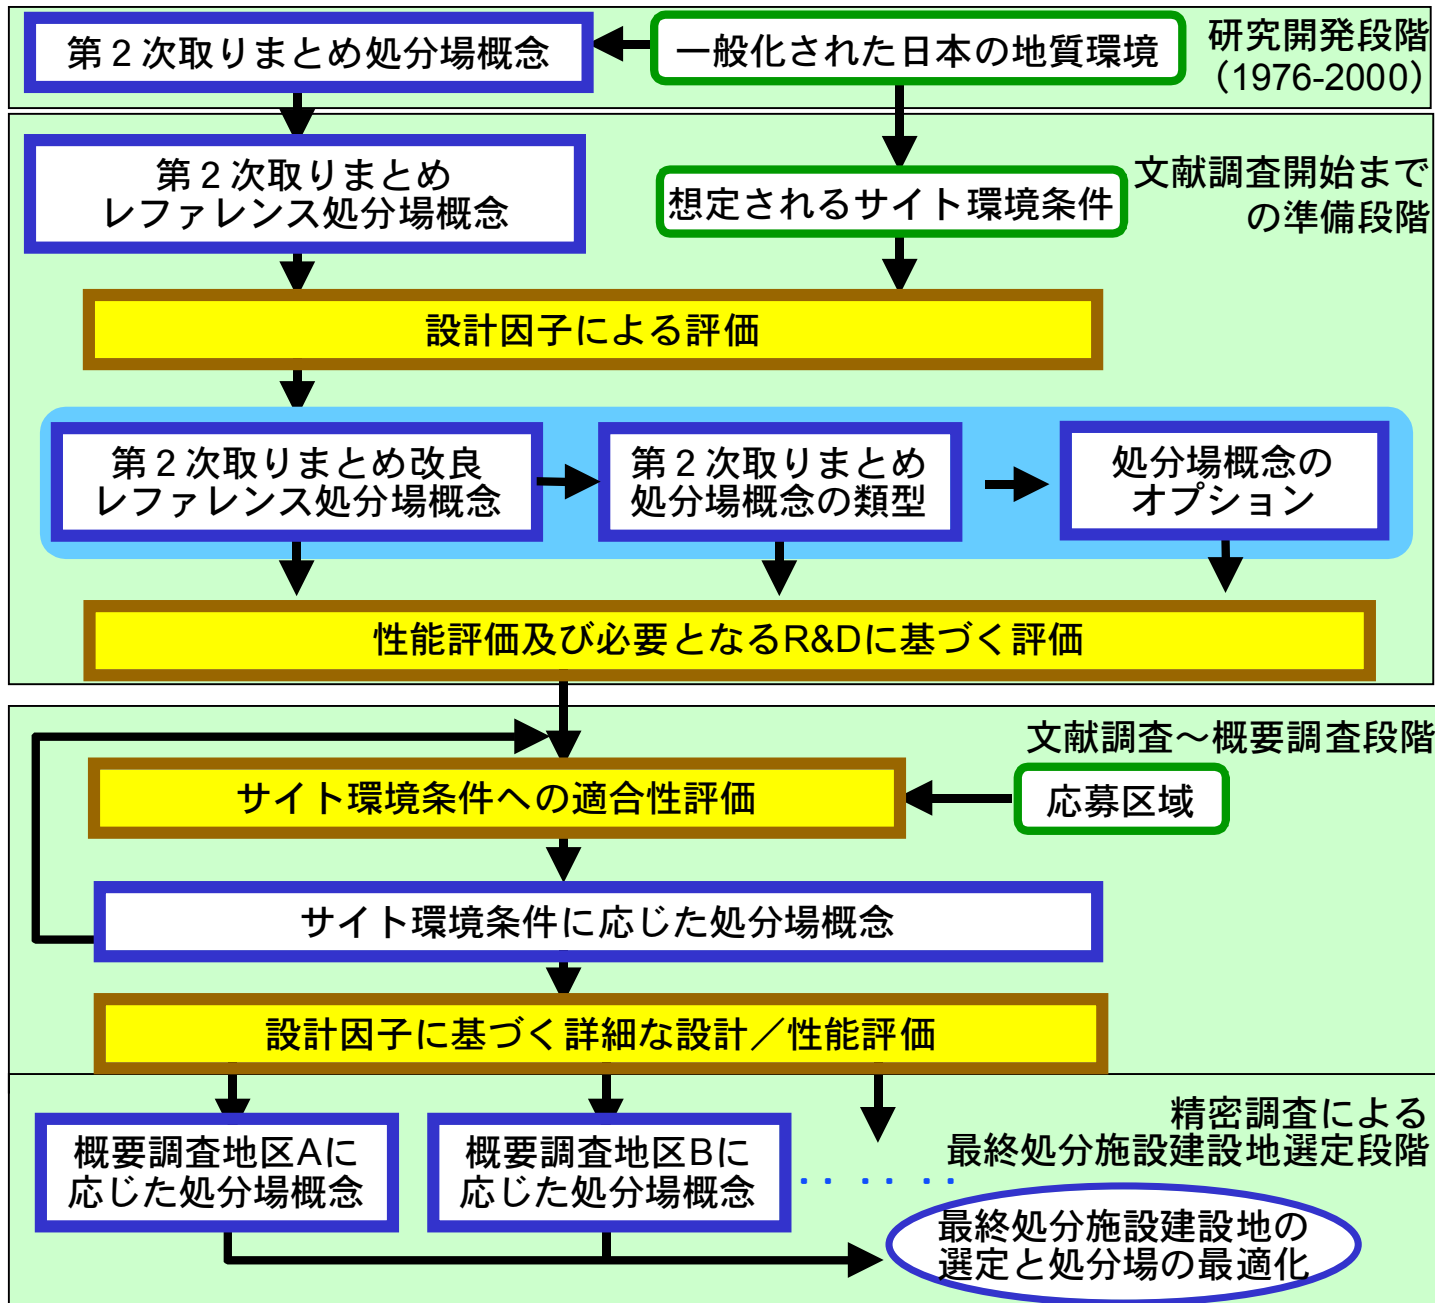 第２次取りまとめ処分場概念
一般化された日本の地質環境
研究開発段階
（1976-2000）
第２次取りまとめ
レファレンス処分場概念
想定されるサイト環境条件
文献調査開始まで
の準備段階
設計因子による評価
第２次取りまとめ改良
レファレンス処分場概念
第２次取りまとめ
処分場概念の類型
処分場概念の
オプション
性能評価及び必要となるR&Dに基づく評価
文献調査～概要調査段階
サイト環境条件への適合性評価
応募区域
サイト環境条件に応じた処分場概念
設計因子に基づく詳細な設計／性能評価
精密調査による
最終処分施設建設地選定段階
概要調査地区Aに
応じた処分場概念
概要調査地区Bに
応じた処分場概念
・・・・・
最終処分施設建設地の
選定と処分場の最適化